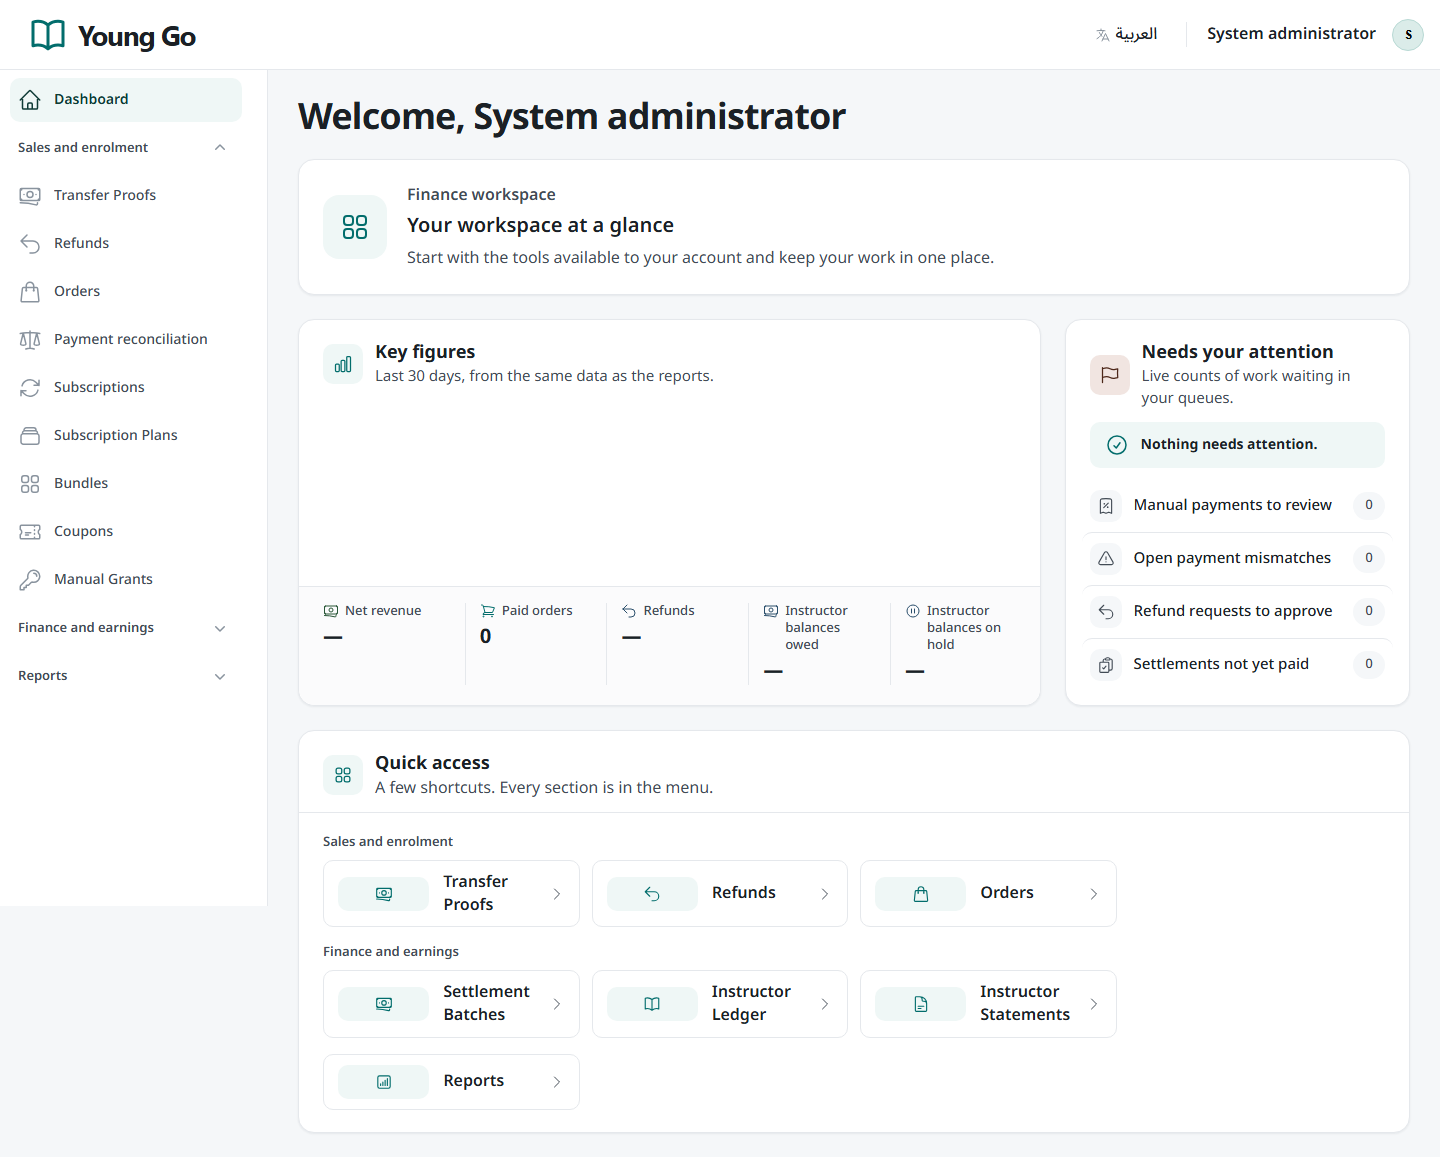 Young Go
العربية
System administrator
S
Dashboard
Sales and enrolment
Transfer Proofs
Refunds
Orders
Payment reconciliation
Subscriptions
Subscription Plans
Bundles
Coupons
Manual Grants
Finance and earnings
Reports
Welcome, System administrator
Finance workspace
Your workspace at a glance
Start with the tools available to your account and keep your work in one place.
Key figures
Last 30 days, from the same data as the reports.
Net revenue
—
Paid orders
0
Refunds
—
Instructor
balances
owed
—
Instructor
balances on
hold
—
Needs your attention
Live counts of work waiting in
your queues.
Nothing needs attention.
Manual payments to review 0
Open payment mismatches 0
Refund requests to approve 0
Settlements not yet paid 0
Quick access
A few shortcuts. Every section is in the menu.
Sales and enrolment
Transfer
Proofs
Refunds
Orders
Finance and earnings
Settlement
Batches
Instructor
Ledger
Instructor
Statements
Reports